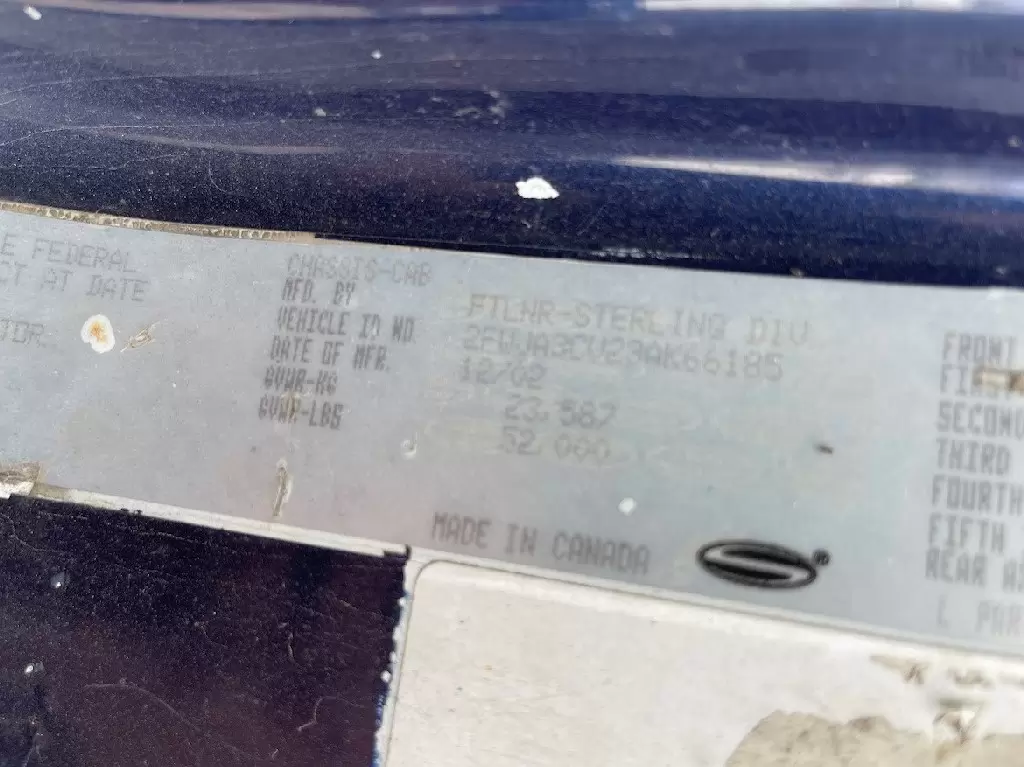 E FEDERAL
CT AT DATE
CHASSIS-CAB
MFD. BY FTLNR-STERLING DIV
VEHICLE ID NO. 2FWJA3CV23AK66185
DATE OF MFR. 12/02
GVWR-KG 23,587
GVWR-LBS 52 000
MADE IN CANADA
®
FRONT
SECOND
THIRD
FOURTH
FIFTH
REAR